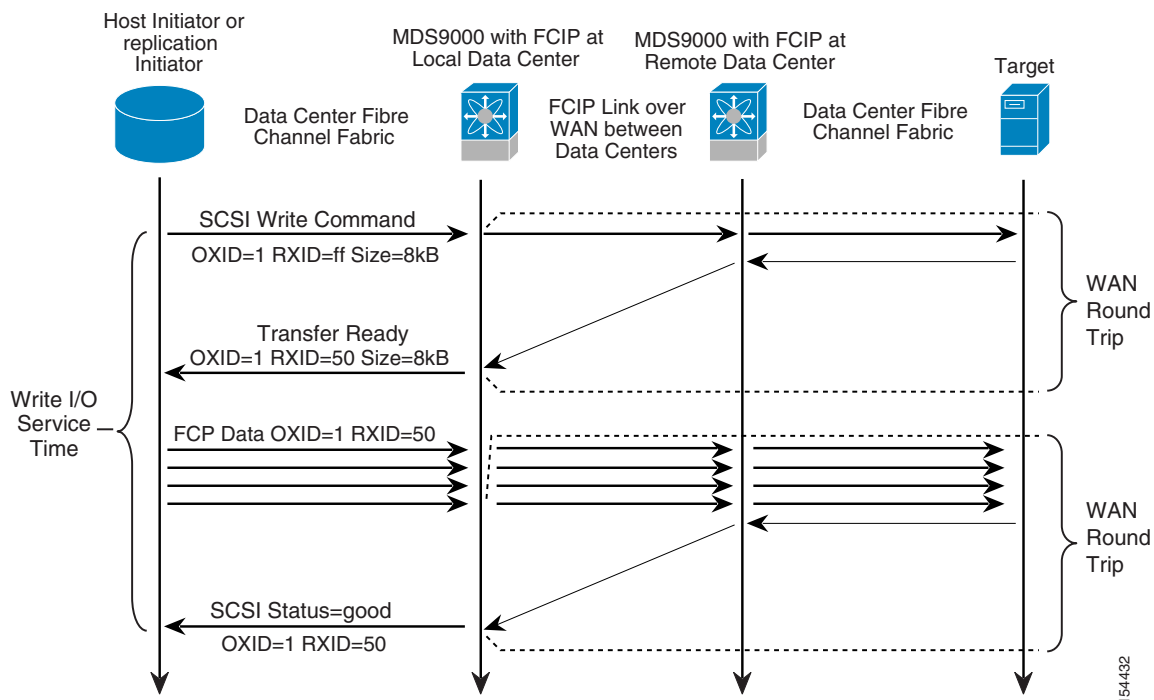 Host Initiator or
replication
Initiator
MDS9000 with FCIP at
Local Data Center
MDS9000 with FCIP at
Remote Data Center
Target
Data Center Fibre
Channel Fabric
FCIP Link over
WAN between
Data Centers
Data Center Fibre
Channel Fabric
SCSI Write Command
OXID=1 RXID=ff Size=8kB
WAN
Round
Trip
Transfer Ready
OXID=1 RXID=50 Size=8kB
Write I/O
Service
Time
FCP Data OXID=1 RXID=50
WAN
Round
Trip
SCSI Status=good
OXID=1 RXID=50
154432